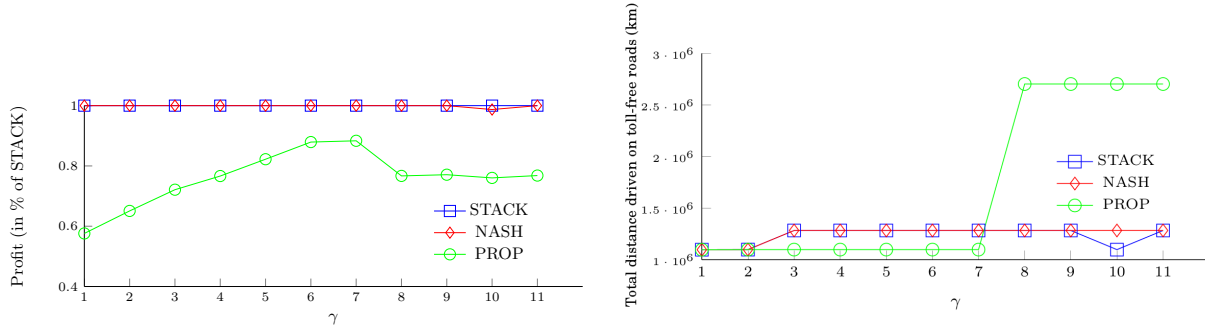 Profit (in % of STACK)
1
0.8
0.6
0.4
1 2 3 4 5 6 7 8 9 10 11
γ
STACK
NASH
PROP
Total distance driven on toll-free roads (km)
3 · 10⁶
2.5 · 10⁶
2 · 10⁶
1.5 · 10⁶
1 · 10⁶
1 2 3 4 5 6 7 8 9 10 11
γ
STACK
NASH
PROP